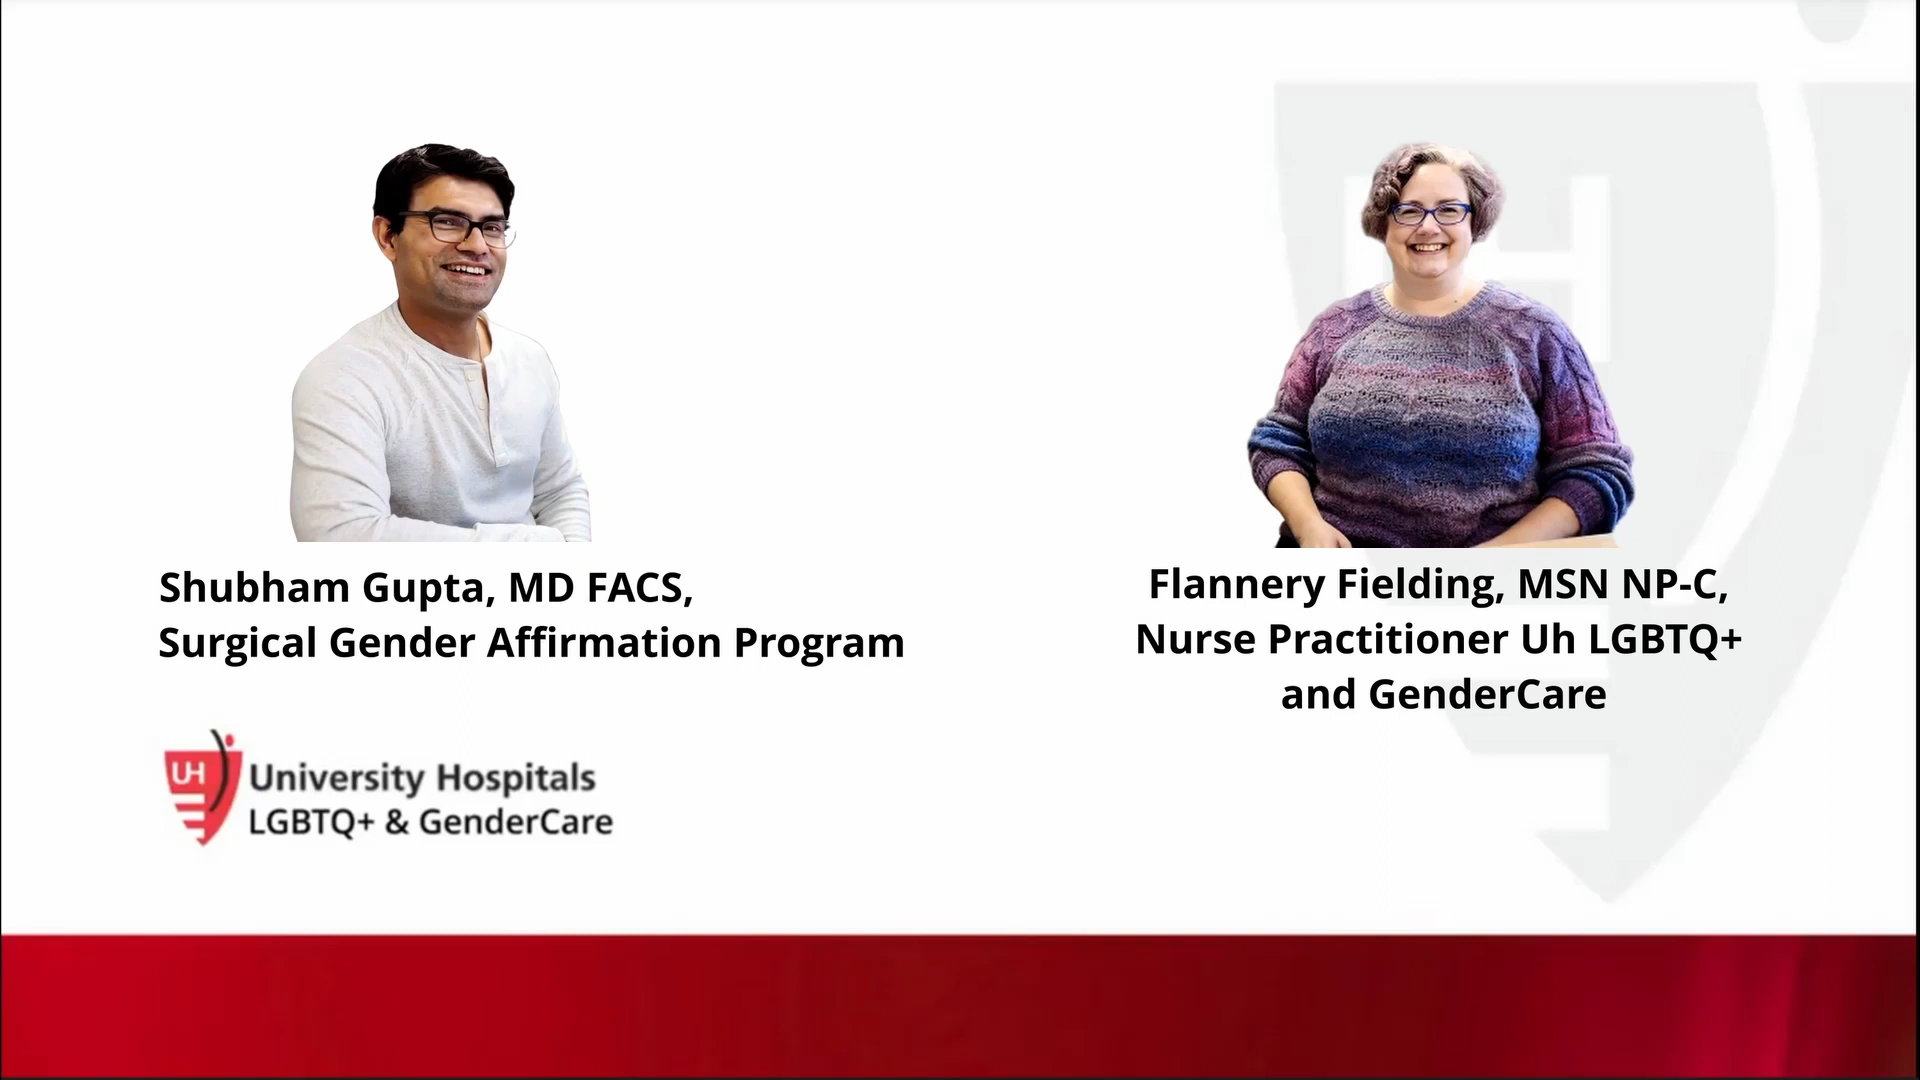 Shubham Gupta, MD FACS,
Surgical Gender Affirmation Program
Flannery Fielding, MSN NP-C,
Nurse Practitioner Uh LGBTQ+
and GenderCare
UH
University Hospitals
LGBTQ+ & GenderCare